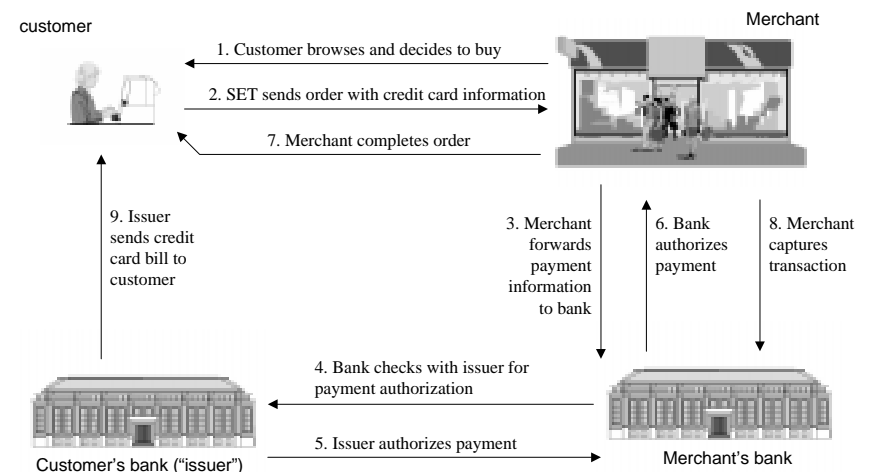 customer
Merchant
1. Customer browses and decides to buy
2. SET sends order with credit card information
7. Merchant completes order
9. Issuer
sends credit
card bill to
customer
3. Merchant
forwards
payment
information
to bank
6. Bank
authorizes
payment
8. Merchant
captures
transaction
4. Bank checks with issuer for
payment authorization
5. Issuer authorizes payment
Customer's bank (“issuer”)
Merchant's bank